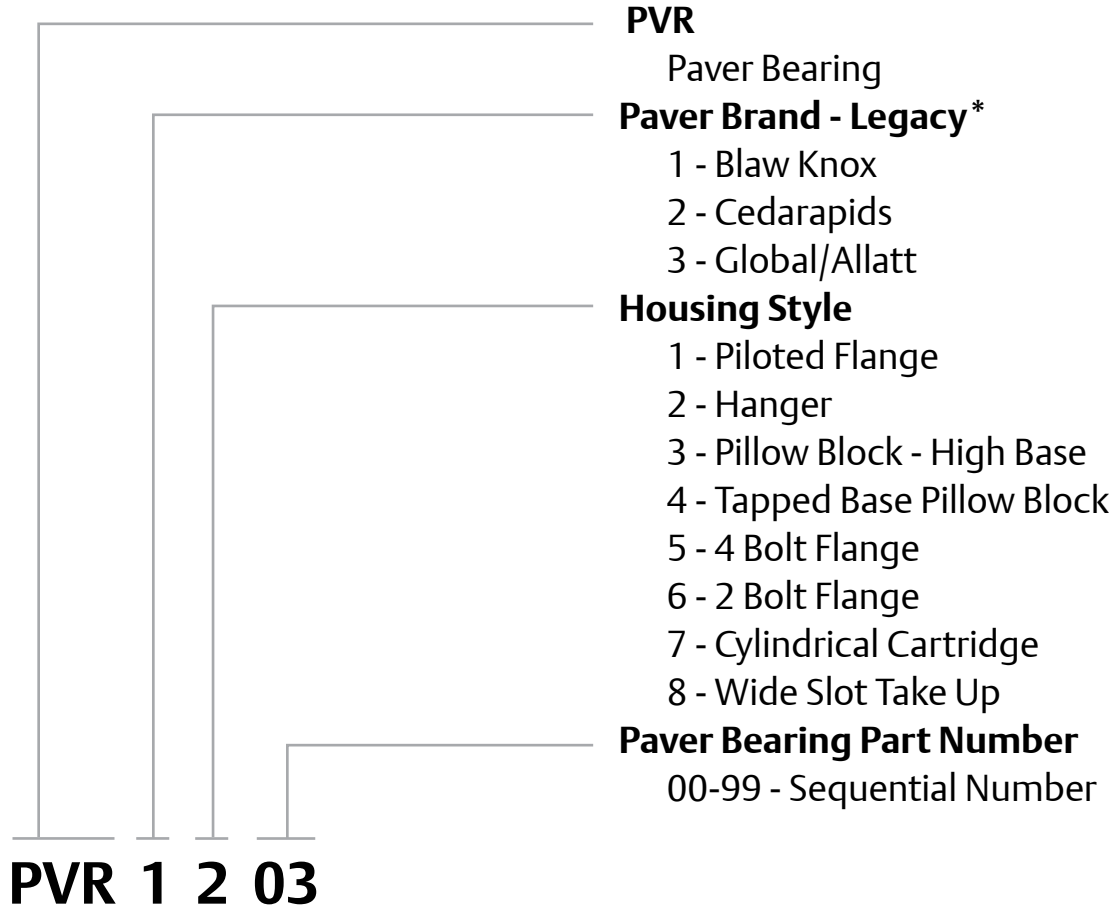 PVR
Paver Bearing
Paver Brand - Legacy*
1 - Blaw Knox
2 - Cedarapids
3 - Global/Allatt
Housing Style
1 - Piloted Flange
2 - Hanger
3 - Pillow Block - High Base
4 - Tapped Base Pillow Block
5 - 4 Bolt Flange
6 - 2 Bolt Flange
7 - Cylindrical Cartridge
8 - Wide Slot Take Up
Paver Bearing Part Number
00-99 - Sequential Number
PVR 1 2 03